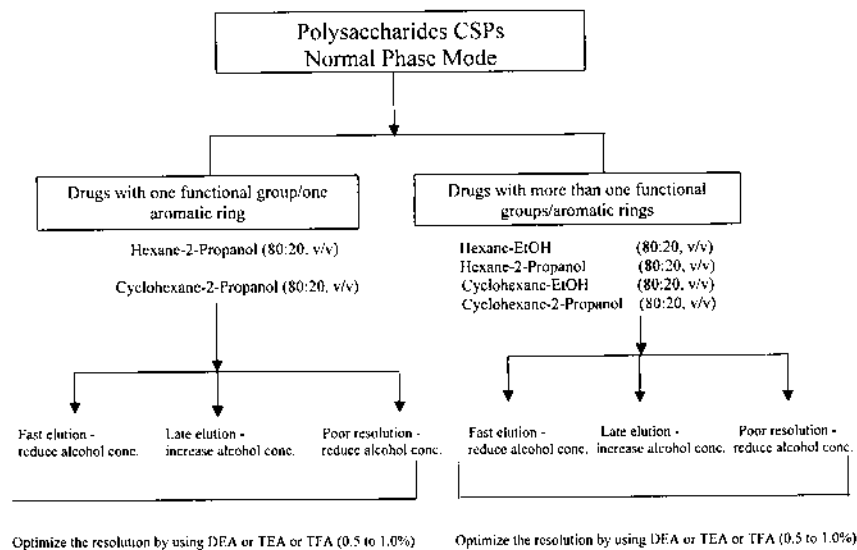 Polysaccharides CSPs
Normal Phase Mode
Drugs with one functional group/one
aromatic ring
Hexane-2-Propanol (80:20, v/v)
Cyclohexane-2-Propanol (80:20, v/v)
Drugs with more than one functional
groups/aromatic rings
Hexane-EtOH (80:20, v/v)
Hexane-2-Propanol (80:20, v/v)
Cyclohexane-EtOH (80:20, v/v)
Cyclohexane-2-Propanol (80:20, v/v)
Fast elution -
reduce alcohol conc.
Late elution -
increase alcohol conc.
Poor resolution -
reduce alcohol conc.
Fast elution -
reduce alcohol conc.
Late elution -
increase alcohol conc.
Poor resolution -
reduce alcohol conc.
Optimize the resolution by using DEA or TEA or TFA (0.5 to 1.0%)
Optimize the resolution by using DEA or TEA or TFA (0.5 to 1.0%)